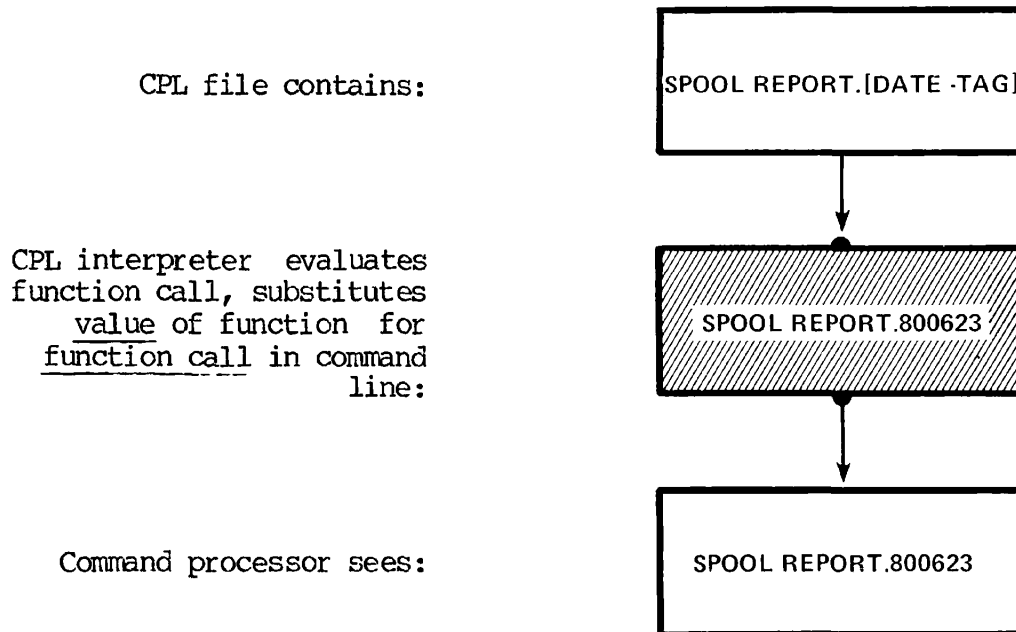 CPL file contains:
SPOOL REPORT.[DATE -TAG]
CPL interpreter evaluates
function call, substitutes
value of function for
function call in command
line:
SPOOL REPORT.800623
Command processor sees:
SPOOL REPORT.800623